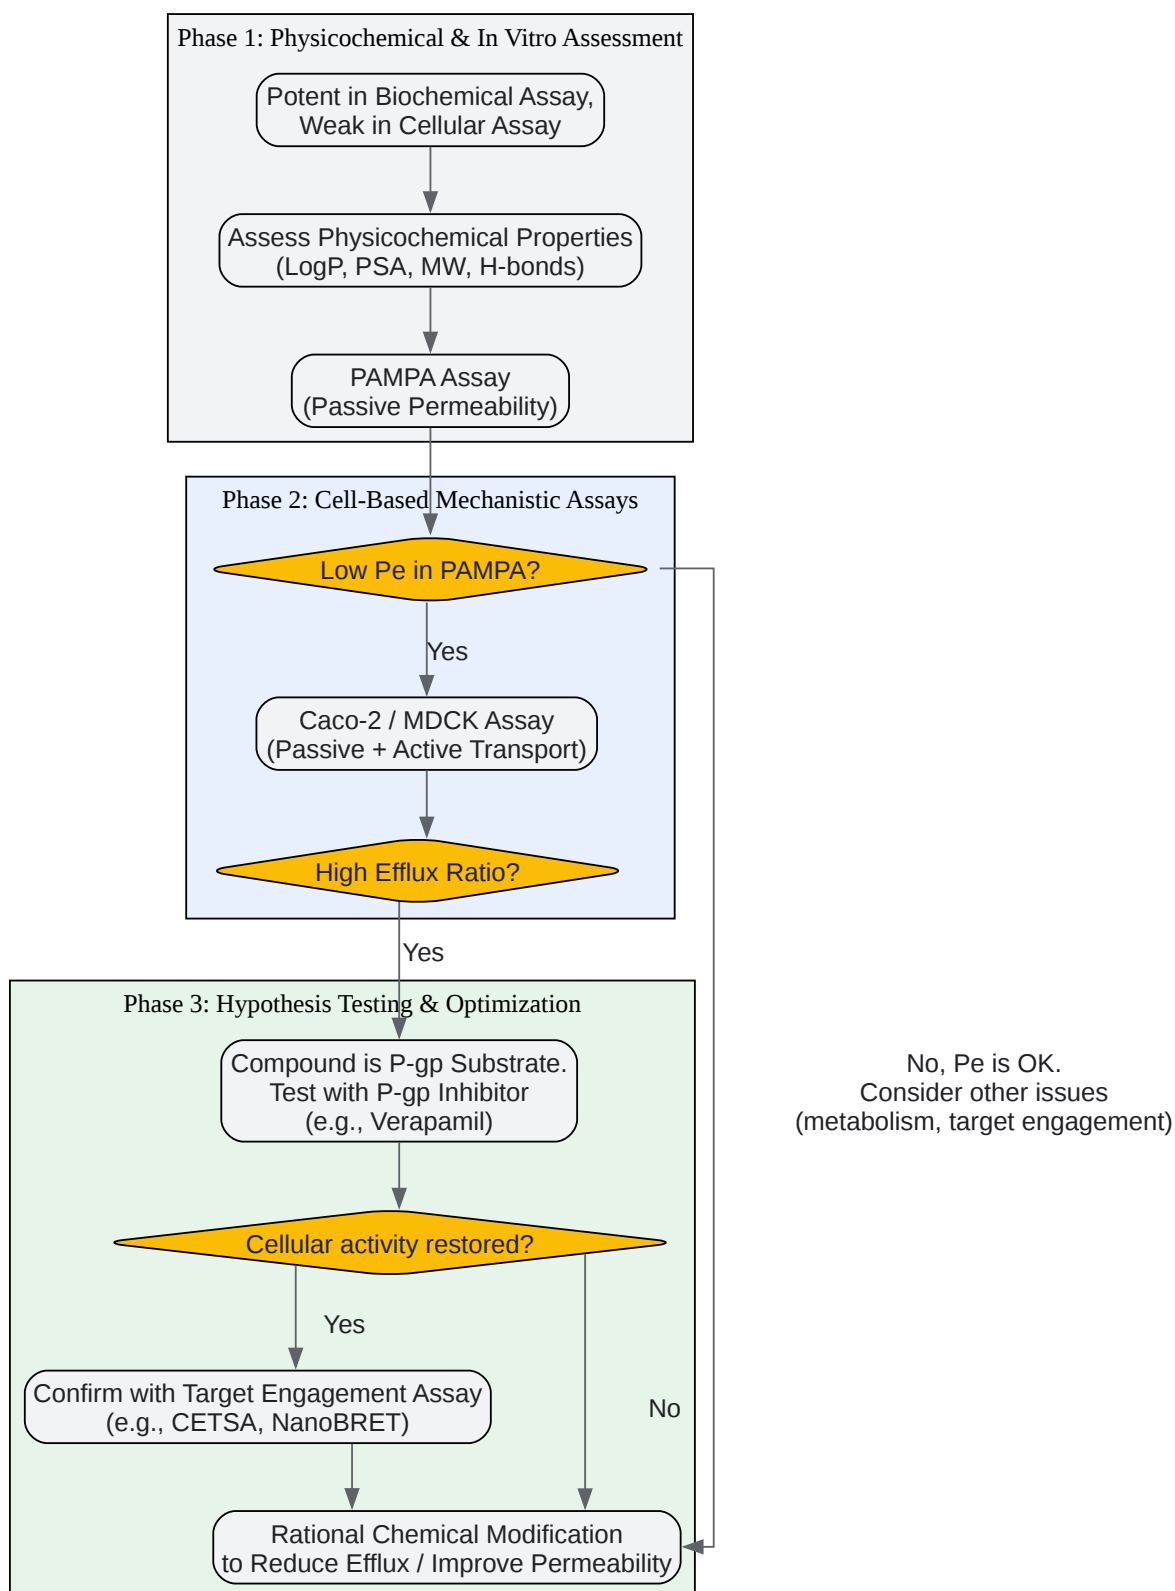 Phase 1: Physicochemical & In Vitro Assessment
Potent in Biochemical Assay,
Weak in Cellular Assay
Assess Physicochemical Properties
(LogP, PSA, MW, H-bonds)
PAMPA Assay
(Passive Permeability)
Phase 2: Cell-Based Mechanistic Assays
Low Pe in PAMPA?
Yes
Caco-2 / MDCK Assay
(Passive + Active Transport)
High Efflux Ratio?
Yes
Phase 3: Hypothesis Testing & Optimization
Compound is P-gp Substrate.
Test with P-gp Inhibitor
(e.g., Verapamil)
No, Pe is OK.
Consider other issues
(metabolism, target engagement)
Cellular activity restored?
Yes
Confirm with Target Engagement Assay
(e.g., CETSA, NanoBRET)
No
Rational Chemical Modification
to Reduce Efflux / Improve Permeability